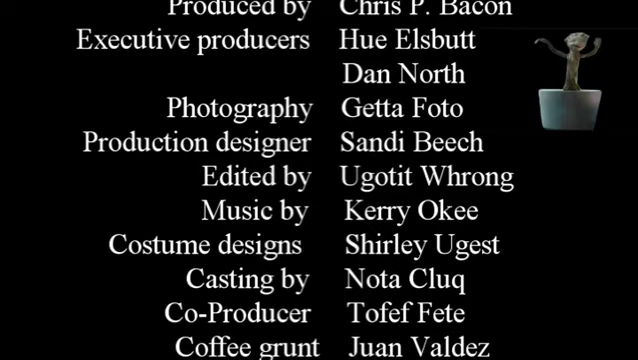 Produced by Chris P. Bacon
Executive producers Hue Elsbutt
Dan North
Photography Getta Foto
Production designer Sandi Beech
Edited by Ugotit Whrong
Music by Kerry Okee
Costume designs Shirley Ugest
Casting by Nota Cluq
Co-Producer Tofef Fete
Coffee grunt Juan Valdez